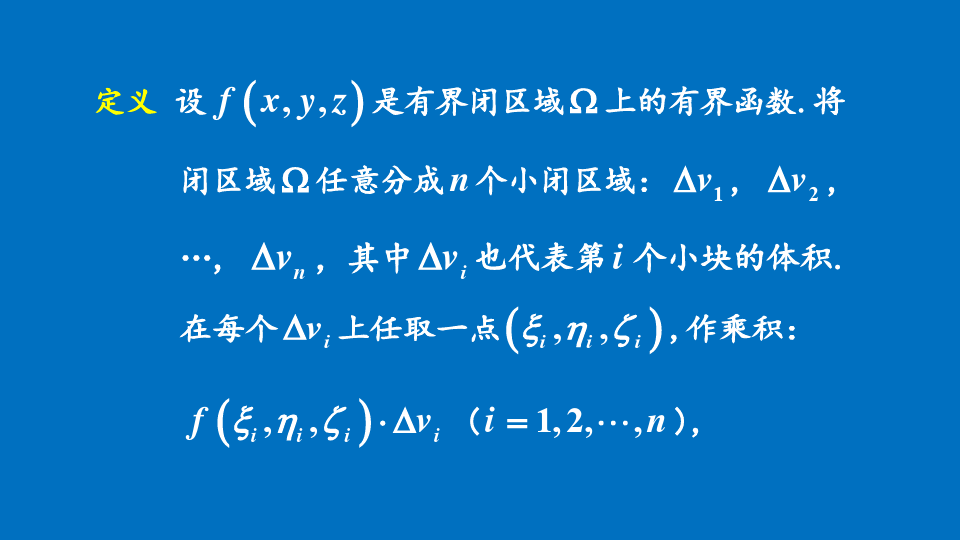 定义 设 f(x, y, z) 是有界闭区域 Ω 上的有界函数. 将
闭区域 Ω 任意分成 n 个小闭区域：Δv₁， Δv₂，
⋯， Δvₙ，其中 Δvᵢ 也代表第 i 个小块的体积.
在每个 Δvᵢ 上任取一点 (ξᵢ, ηᵢ, ζᵢ) ,作乘积：
f(ξᵢ, ηᵢ, ζᵢ) · Δvᵢ （i = 1, 2, ⋯, n），